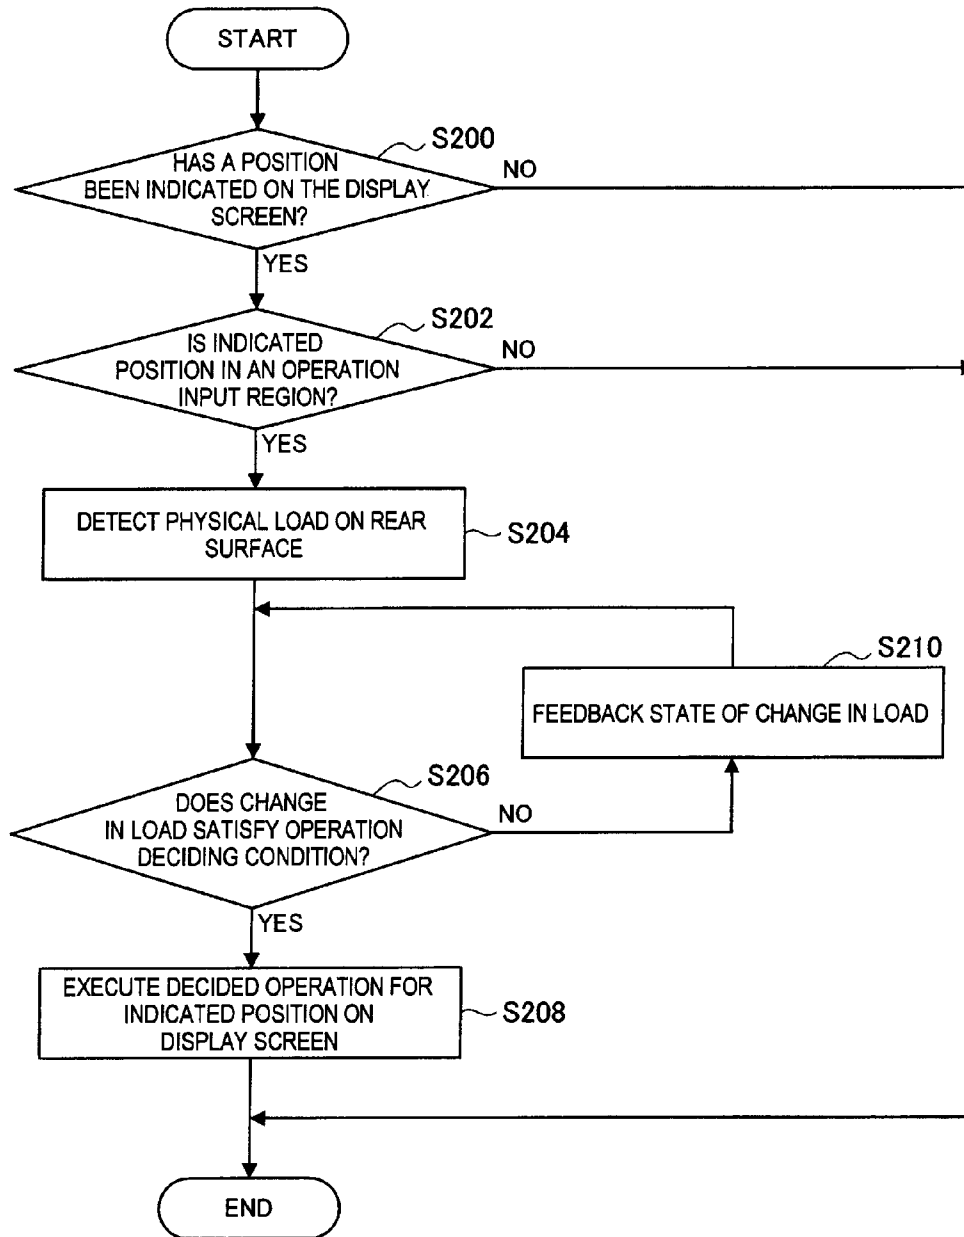 START
S200
HAS A POSITION
BEEN INDICATED ON THE DISPLAY
SCREEN?
NO
YES
S202
IS INDICATED
POSITION IN AN OPERATION
INPUT REGION?
NO
YES
DETECT PHYSICAL LOAD ON REAR
SURFACE
S204
S210
FEEDBACK STATE OF CHANGE IN LOAD
S206
DOES CHANGE
IN LOAD SATISFY OPERATION
DECIDING CONDITION?
NO
YES
EXECUTE DECIDED OPERATION FOR
INDICATED POSITION ON
DISPLAY SCREEN
S208
END